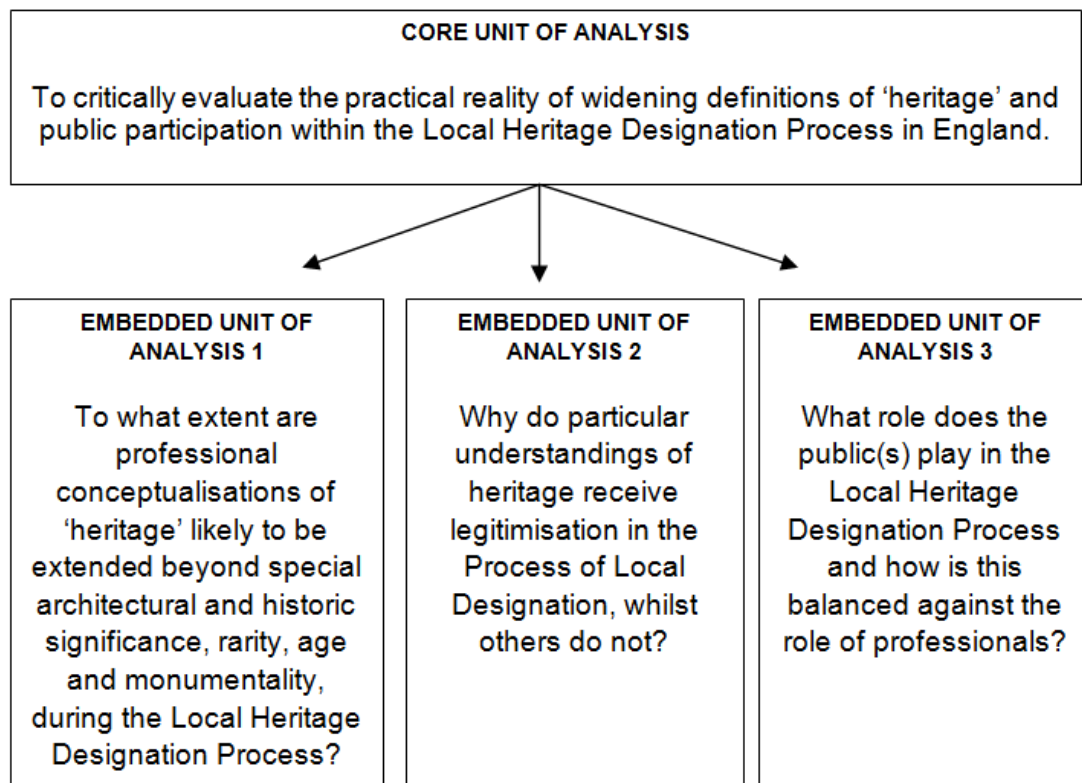 CORE UNIT OF ANALYSIS
To critically evaluate the practical reality of widening definitions of ‘heritage’ and
public participation within the Local Heritage Designation Process in England.
EMBEDDED UNIT OF
ANALYSIS 1
To what extent are
professional
conceptualisations of
‘heritage’ likely to be
extended beyond special
architectural and historic
significance, rarity, age
and monumentality,
during the Local Heritage
Designation Process?
EMBEDDED UNIT OF
ANALYSIS 2
Why do particular
understandings of
heritage receive
legitimisation in the
Process of Local
Designation, whilst
others do not?
EMBEDDED UNIT OF
ANALYSIS 3
What role does the
public(s) play in the
Local Heritage
Designation Process
and how is this
balanced against the
role of professionals?